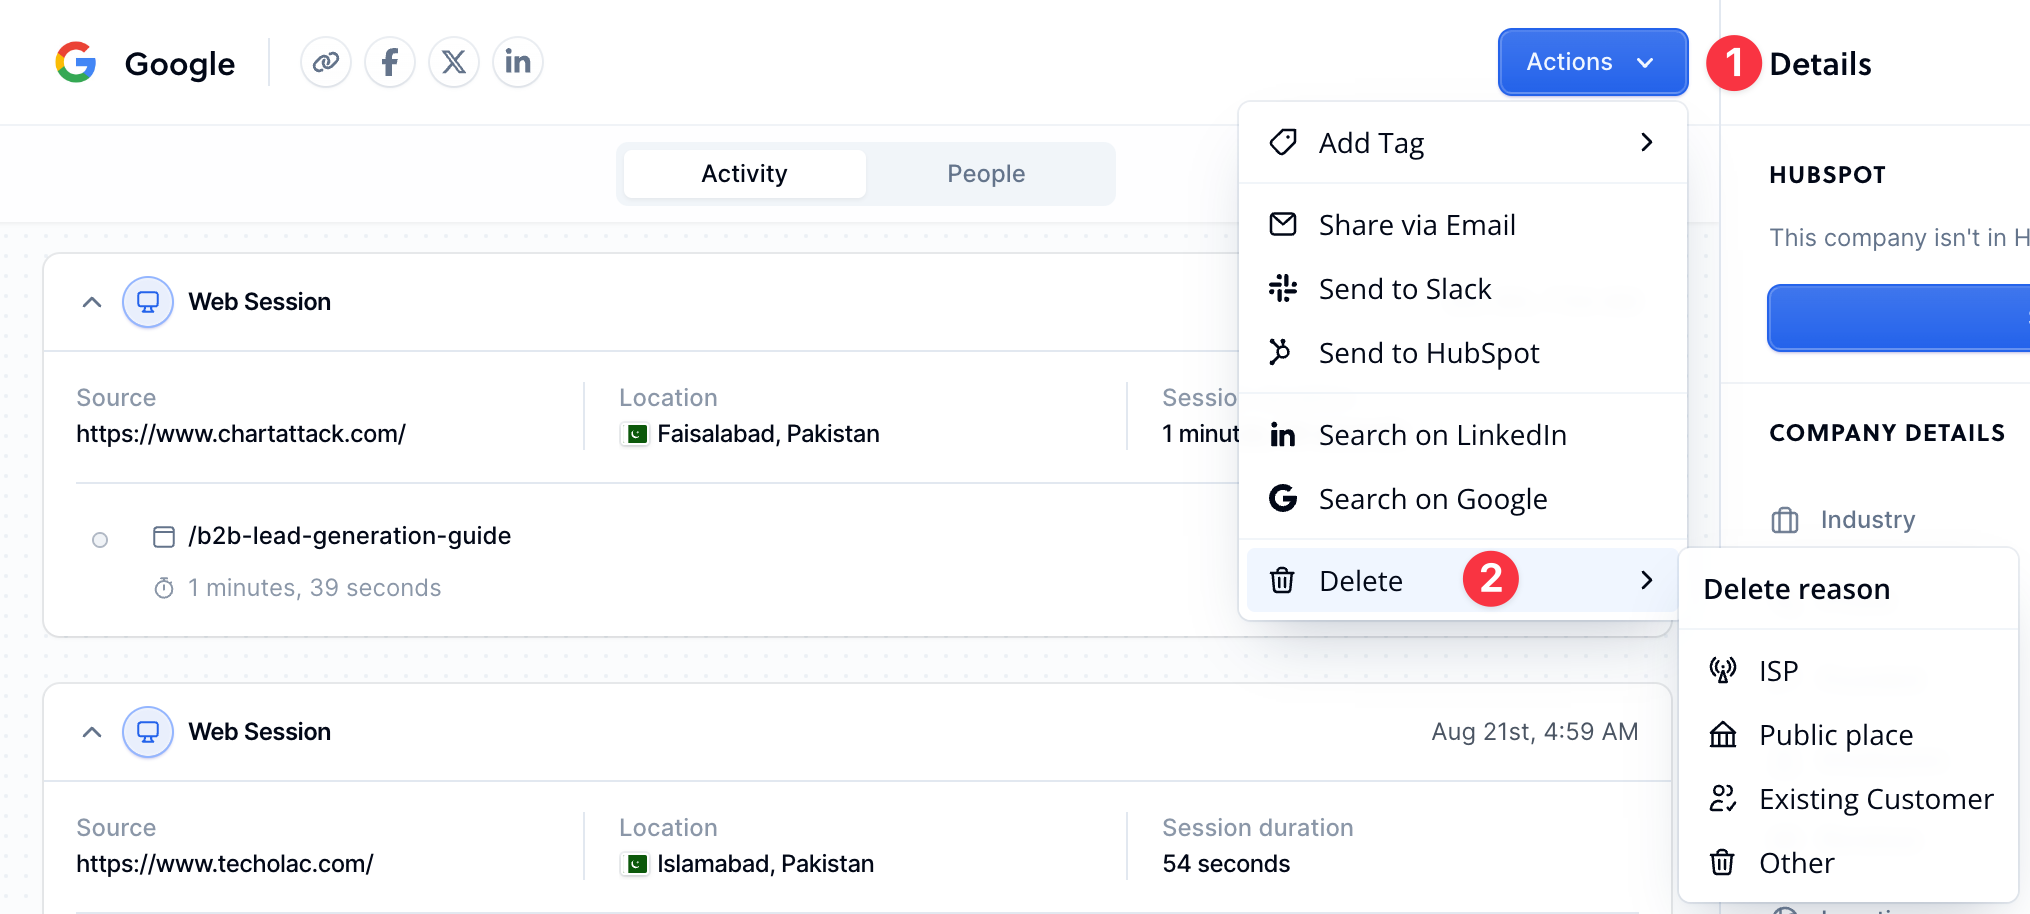 Google
Actions
1
Details
Activity
People
Add Tag
Share via Email
Send to Slack
Send to HubSpot
Search on LinkedIn
Search on Google
Delete
2
Delete reason
ISP
Public place
Existing Customer
Other
HUBSPOT
This company isn't in H
COMPANY DETAILS
Industry
Web Session
Source
https://www.chartattack.com/
Location
Faisalabad, Pakistan
Sessio
1 minut
/b2b-lead-generation-guide
1 minutes, 39 seconds
Web Session
Aug 21st, 4:59 AM
Source
https://www.techolac.com/
Location
Islamabad, Pakistan
Session duration
54 seconds